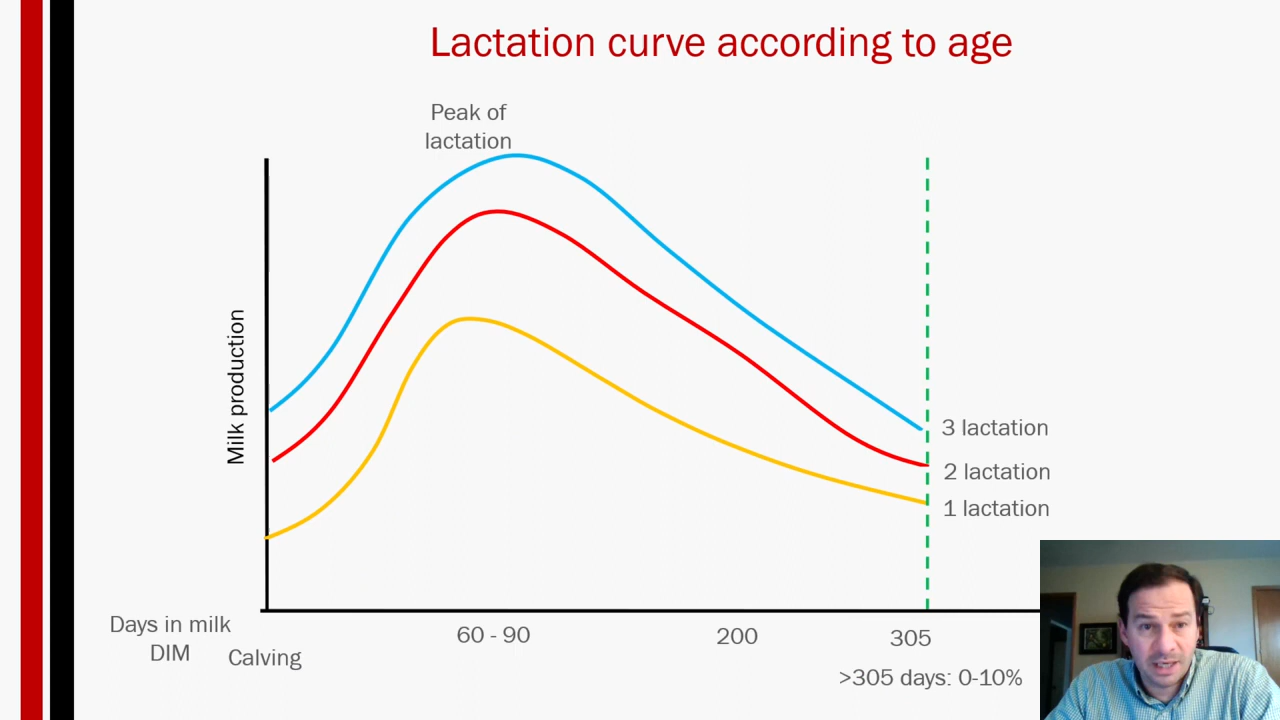 Lactation curve according to age
Peak of
lactation
Milk production
3 lactation
2 lactation
1 lactation
Days in milk
DIM
Calving
60 - 90
200
305
>305 days: 0-10%